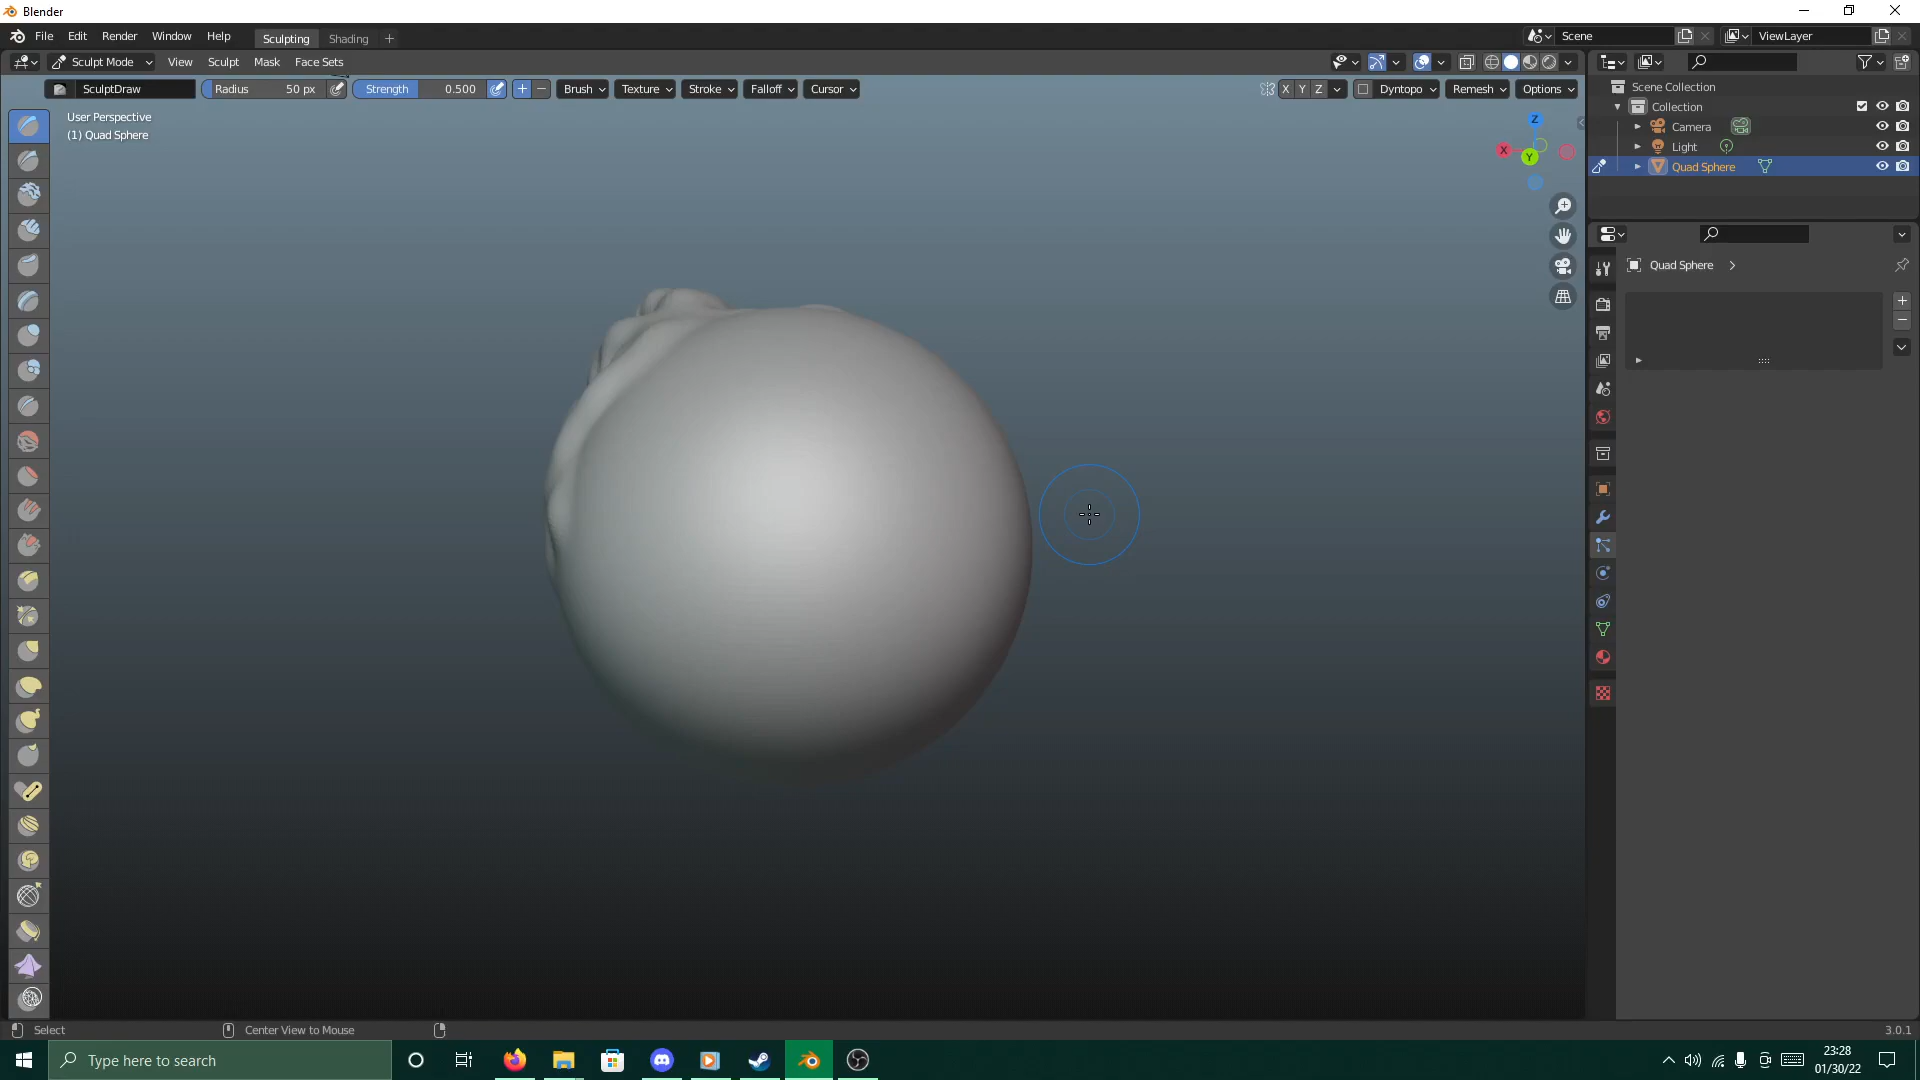 Blender
File Edit Render Window Help Sculpting Shading + Scene ViewLayer
Sculpt Mode View Sculpt Mask Face Sets
SculptDraw Radius 50 px Strength 0.500 + − Brush Texture Stroke Falloff Cursor X Y Z Dyntopo Remesh Options
User Perspective
(1) Quad Sphere
Z
X
Y
Scene Collection
Collection
Camera
Light
Quad Sphere
Quad Sphere
Select Center View to Mouse 3.0.1
Type here to search
23:28
01/30/22